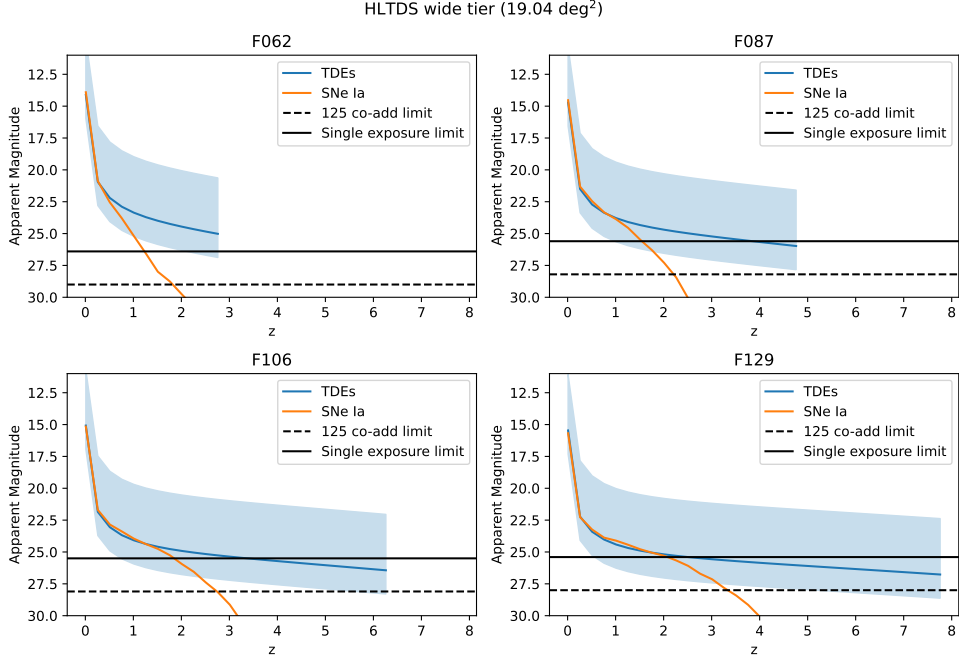 HLTDS wide tier (19.04 deg²)
F062
12.5
15.0
17.5
20.0
22.5
25.0
27.5
30.0
Apparent Magnitude
TDEs
SNe Ia
125 co-add limit
Single exposure limit
0 1 2 3 4 5 6 7 8
z
F087
12.5
15.0
17.5
20.0
22.5
25.0
27.5
30.0
Apparent Magnitude
TDEs
SNe Ia
125 co-add limit
Single exposure limit
0 1 2 3 4 5 6 7 8
z
F106
12.5
15.0
17.5
20.0
22.5
25.0
27.5
30.0
Apparent Magnitude
TDEs
SNe Ia
125 co-add limit
Single exposure limit
0 1 2 3 4 5 6 7 8
z
F129
12.5
15.0
17.5
20.0
22.5
25.0
27.5
30.0
Apparent Magnitude
TDEs
SNe Ia
125 co-add limit
Single exposure limit
0 1 2 3 4 5 6 7 8
z